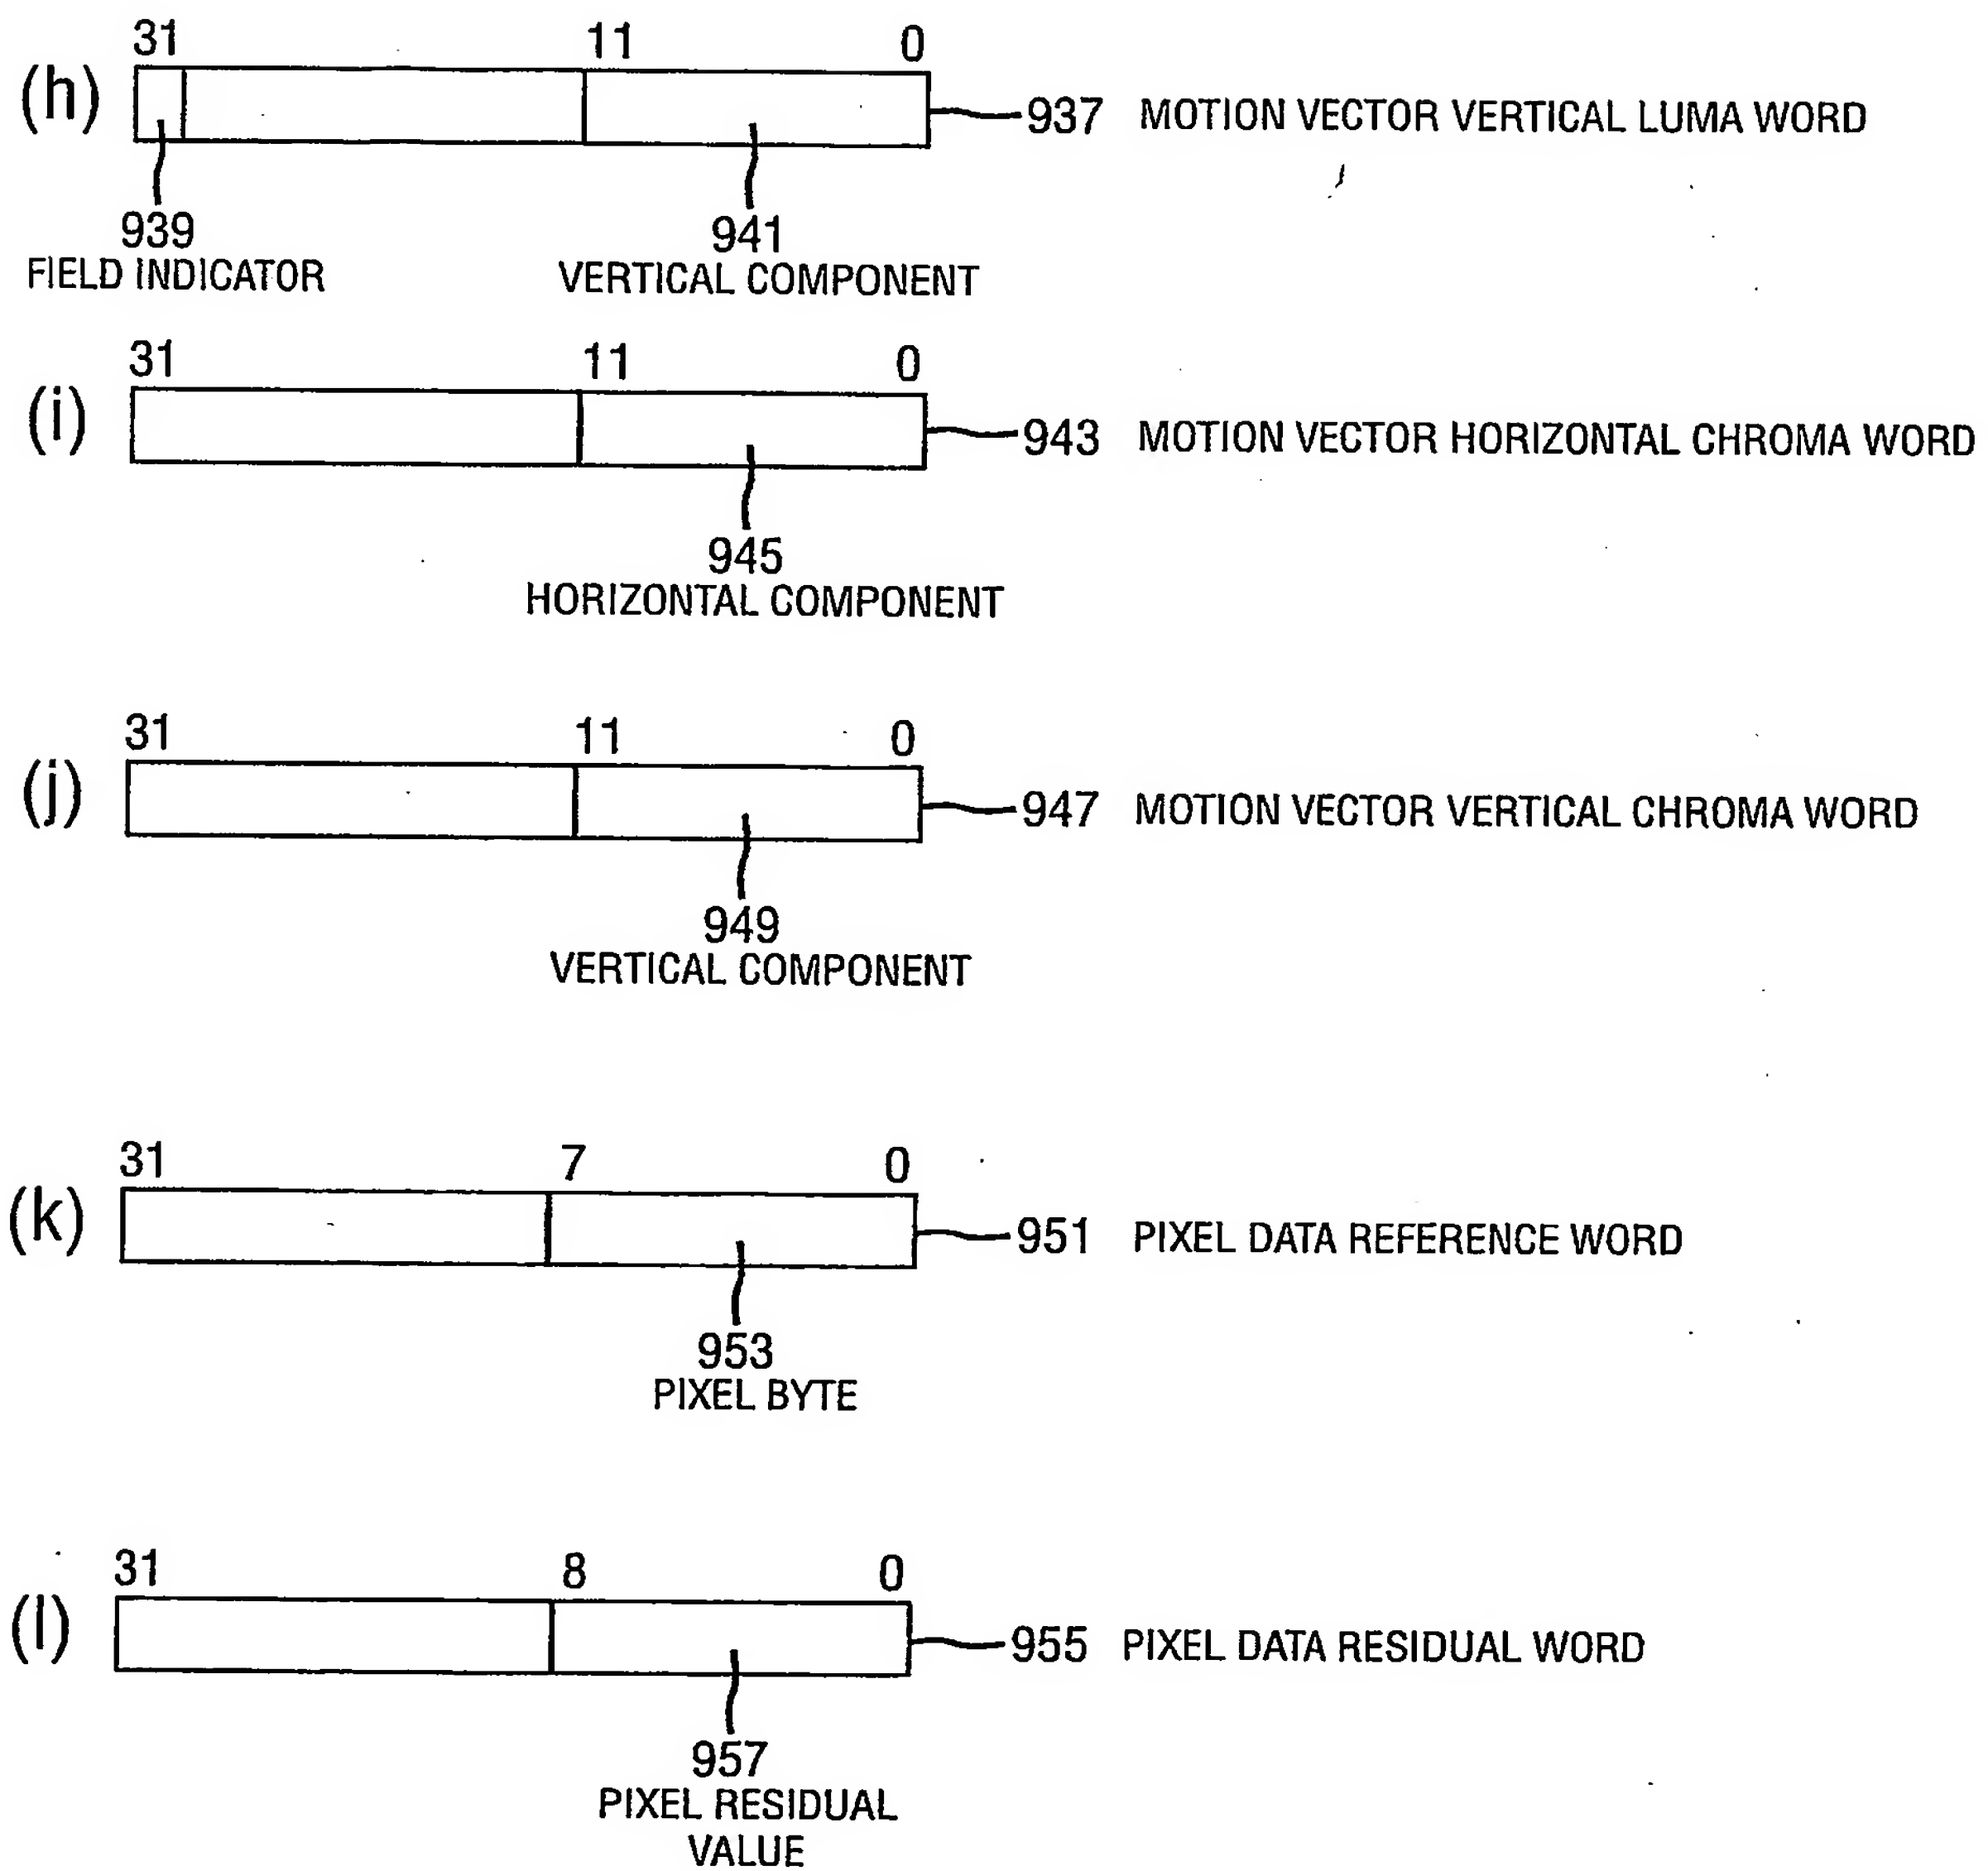 31 11 0
(h) 937 MOTION VECTOR VERTICAL LUMA WORD
939 941
FIELD INDICATOR VERTICAL COMPONENT
31 11 0
(i) 943 MOTION VECTOR HORIZONTAL CHROMA WORD
945
HORIZONTAL COMPONENT
31 11 0
(j) 947 MOTION VECTOR VERTICAL CHROMA WORD
949
VERTICAL COMPONENT
31 7 0
(k) 951 PIXEL DATA REFERENCE WORD
953
PIXEL BYTE
31 8 0
(l) 955 PIXEL DATA RESIDUAL WORD
957
PIXEL RESIDUAL
VALUE